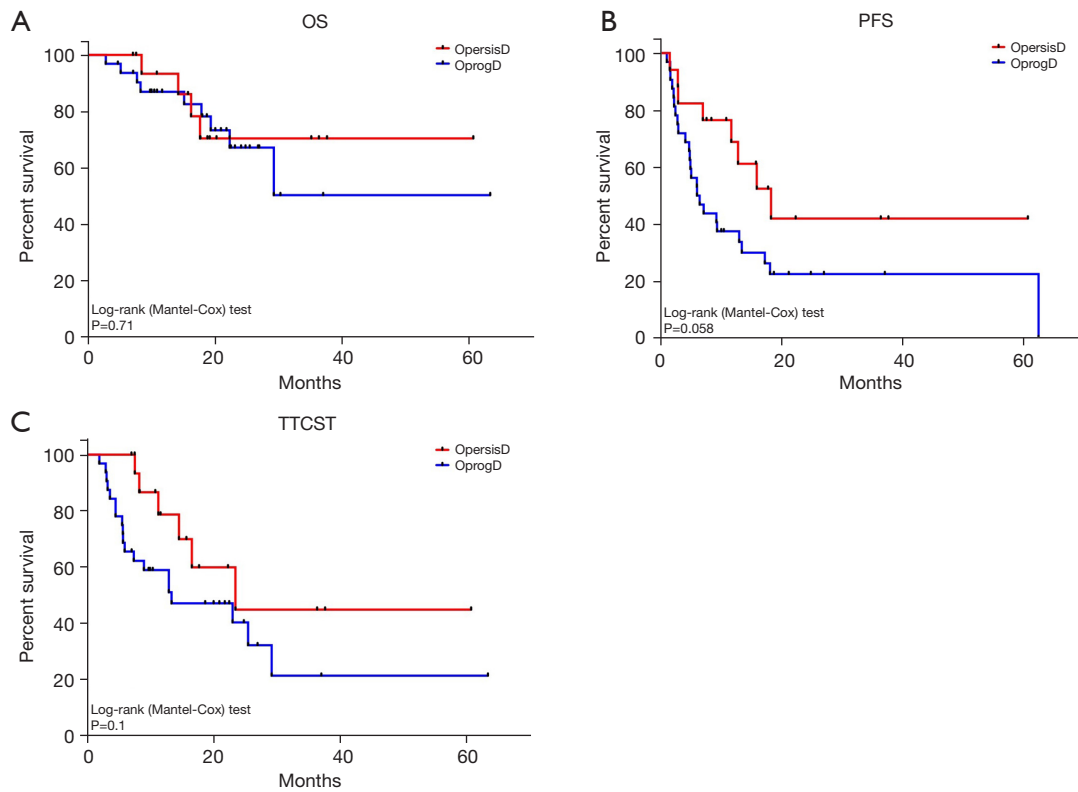 A
OS
OpersisD
OprogD
Percent survival
100
80
60
40
20
0
Log-rank (Mantel-Cox) test
P=0.71
0 20 40 60
Months
B
PFS
OpersisD
OprogD
Percent survival
100
80
60
40
20
0
Log-rank (Mantel-Cox) test
P=0.058
0 20 40 60
Months
C
TTCST
OpersisD
OprogD
Percent survival
100
80
60
40
20
0
Log-rank (Mantel-Cox) test
P=0.1
0 20 40 60
Months